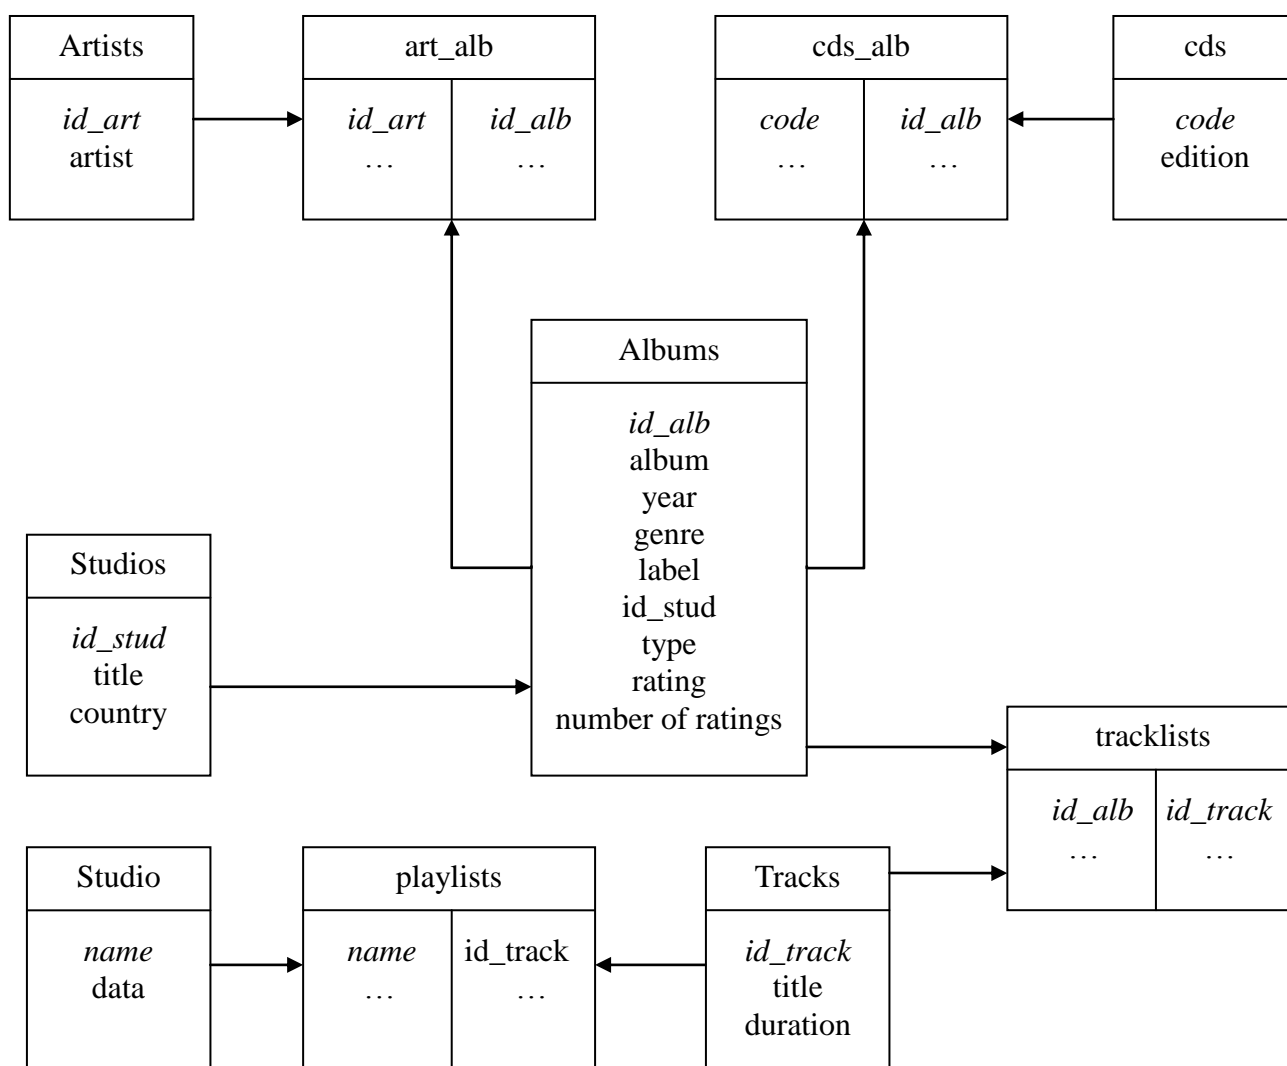 Artists
id_art
artist
art_alb
id_art
…
id_alb
…
cds_alb
code
…
id_alb
…
cds
code
edition
Albums
id_alb
album
year
genre
label
id_stud
type
rating
number of ratings
Studios
id_stud
title
country
tracklists
id_alb
…
id_track
…
Studio
name
data
playlists
name
…
id_track
…
Tracks
id_track
title
duration